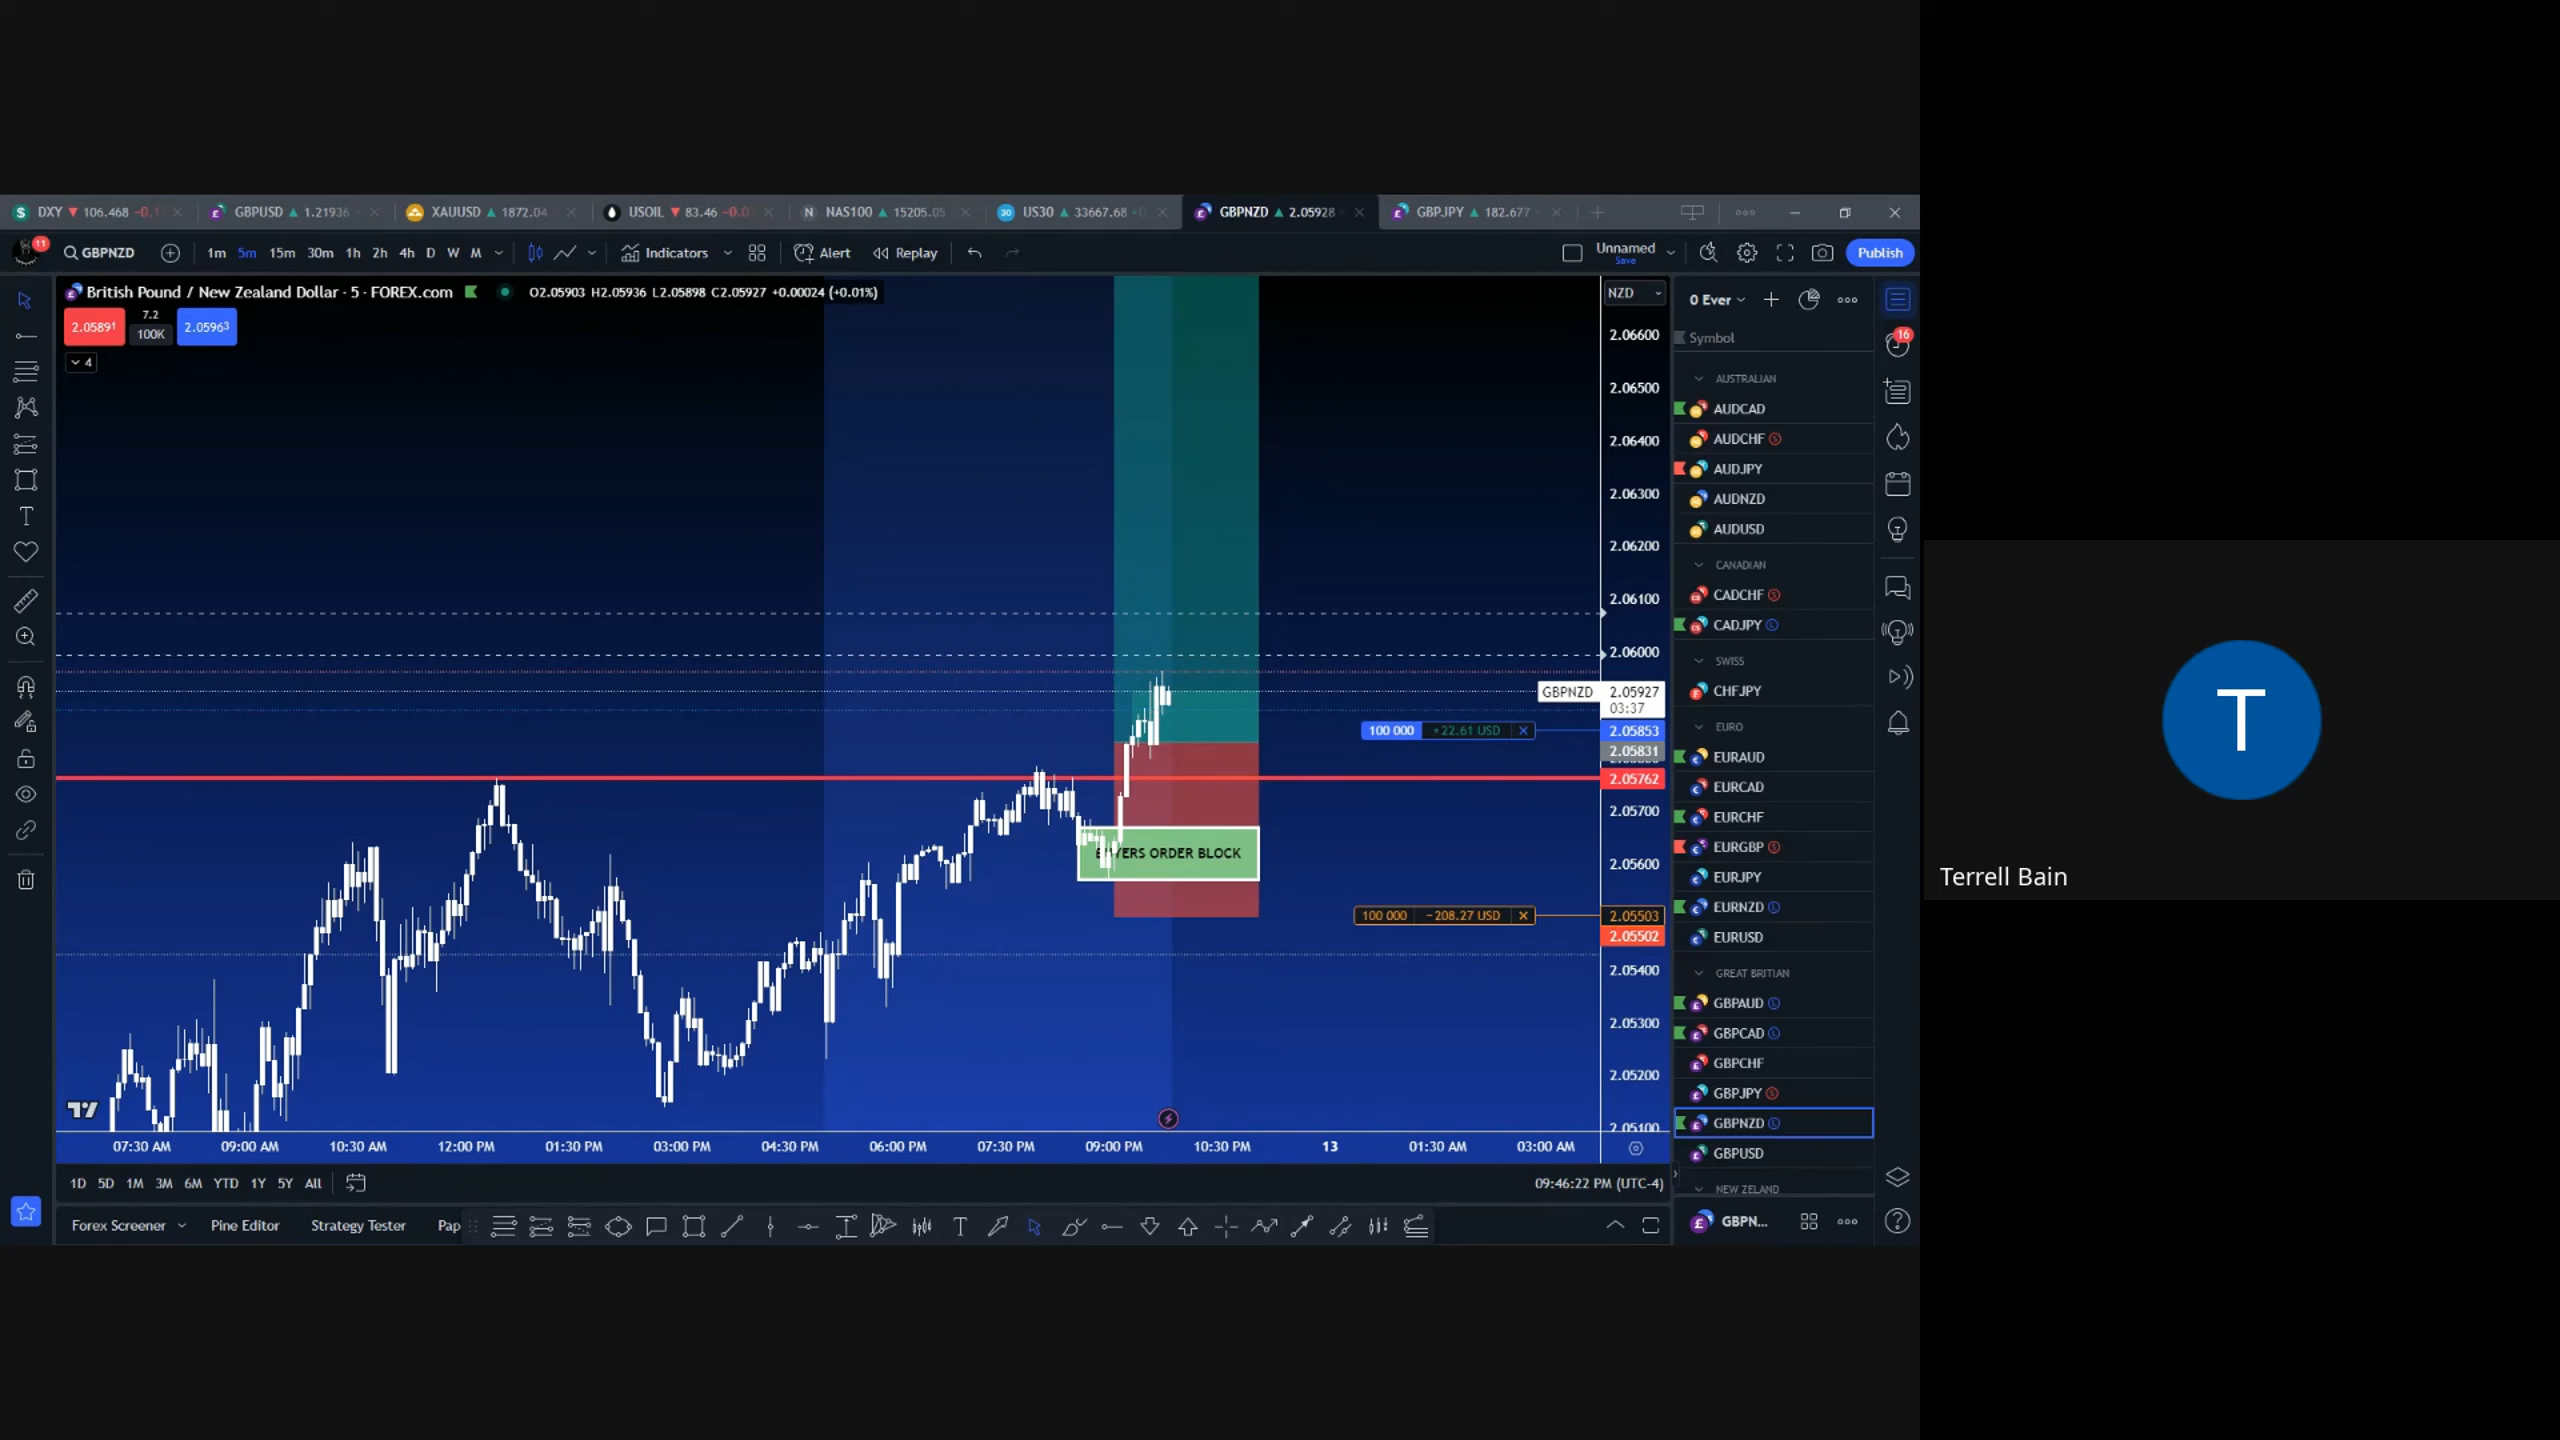 DXY 106.468 -0.1 GBPUSD 1.21936 XAUUSD 1872.04 USOIL 83.46 -0.0 N NAS100 15205.05 30 US30 33667.68 +0 GBPNZD 2.05928 GBPJPY 182.677
11 GBPNZD 1m 5m 15m 30m 1h 2h 4h D W M Indicators Alert Replay Unnamed Save Publish
British Pound / New Zealand Dollar · 5 · FOREX.com O2.05903 H2.05936 L2.05898 C2.05927 +0.00024 (+0.01%)
2.05891 7.2 100K 2.05963
4
NZD
2.06600
2.06500
2.06400
2.06300
2.06200
2.06100
2.06000
GBPNZD 2.05927
03:37
100 000 +22.61 USD 2.05853
2.05831
2.05762
2.05700
ERS ORDER BLOCK
2.05600
100 000 −208.27 USD 2.05503
2.05502
2.05400
2.05300
2.05200
2.05100
07:30 AM 09:00 AM 10:30 AM 12:00 PM 01:30 PM 03:00 PM 04:30 PM 06:00 PM 07:30 PM 09:00 PM 10:30 PM 13 01:30 AM 03:00 AM
1D 5D 1M 3M 6M YTD 1Y 5Y All 09:46:22 PM (UTC-4)
Forex Screener Pine Editor Strategy Tester Pap
0 Ever
16
Symbol
AUSTRALIAN
AUDCAD
AUDCHF
AUDJPY
AUDNZD
AUDUSD
CANADIAN
CADCHF
CADJPY
SWISS
CHFJPY
EURO
EURAUD
EURCAD
EURCHF
EURGBP
EURJPY
EURNZD
EURUSD
GREAT BRITIAN
GBPAUD
GBPCAD
GBPCHF
GBPJPY
GBPNZD
GBPUSD
NEW ZELAND
GBPN...
T
Terrell Bain